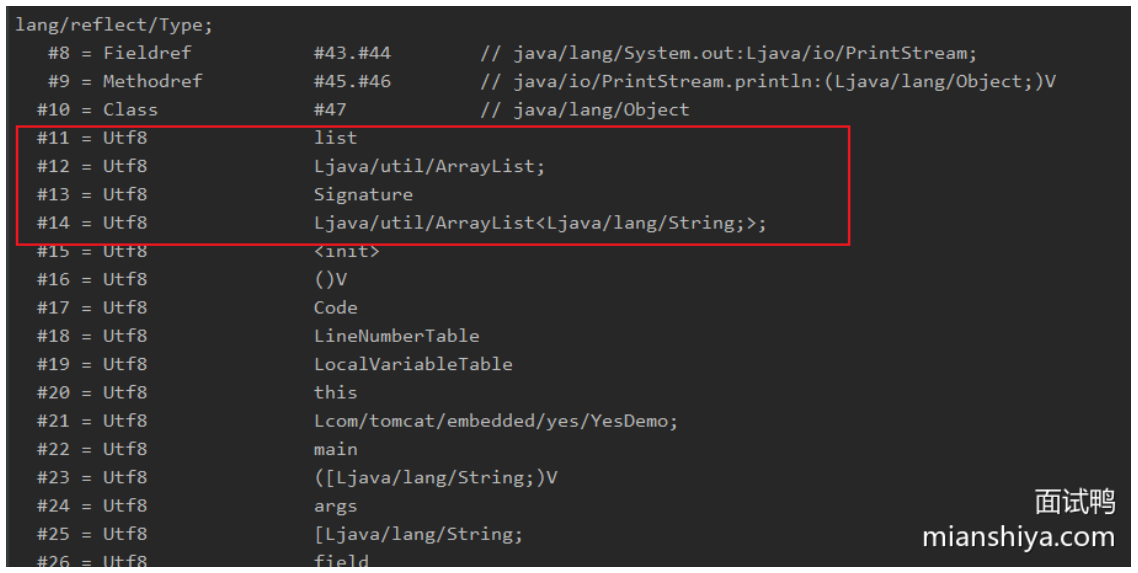 lang/reflect/Type;
#8 = Fieldref #43.#44 // java/lang/System.out:Ljava/io/PrintStream;
#9 = Methodref #45.#46 // java/io/PrintStream.println:(Ljava/lang/Object;)V
#10 = Class #47 // java/lang/Object
#11 = Utf8 list
#12 = Utf8 Ljava/util/ArrayList;
#13 = Utf8 Signature
#14 = Utf8 Ljava/util/ArrayList<Ljava/lang/String;>;
#15 = Utf8 <init>
#16 = Utf8 ()V
#17 = Utf8 Code
#18 = Utf8 LineNumberTable
#19 = Utf8 LocalVariableTable
#20 = Utf8 this
#21 = Utf8 Lcom/tomcat/embedded/yes/YesDemo;
#22 = Utf8 main
#23 = Utf8 ([Ljava/lang/String;)V
#24 = Utf8 args
#25 = Utf8 [Ljava/lang/String;
#26 = Utf8 field
面试鸭
mianshiya.com